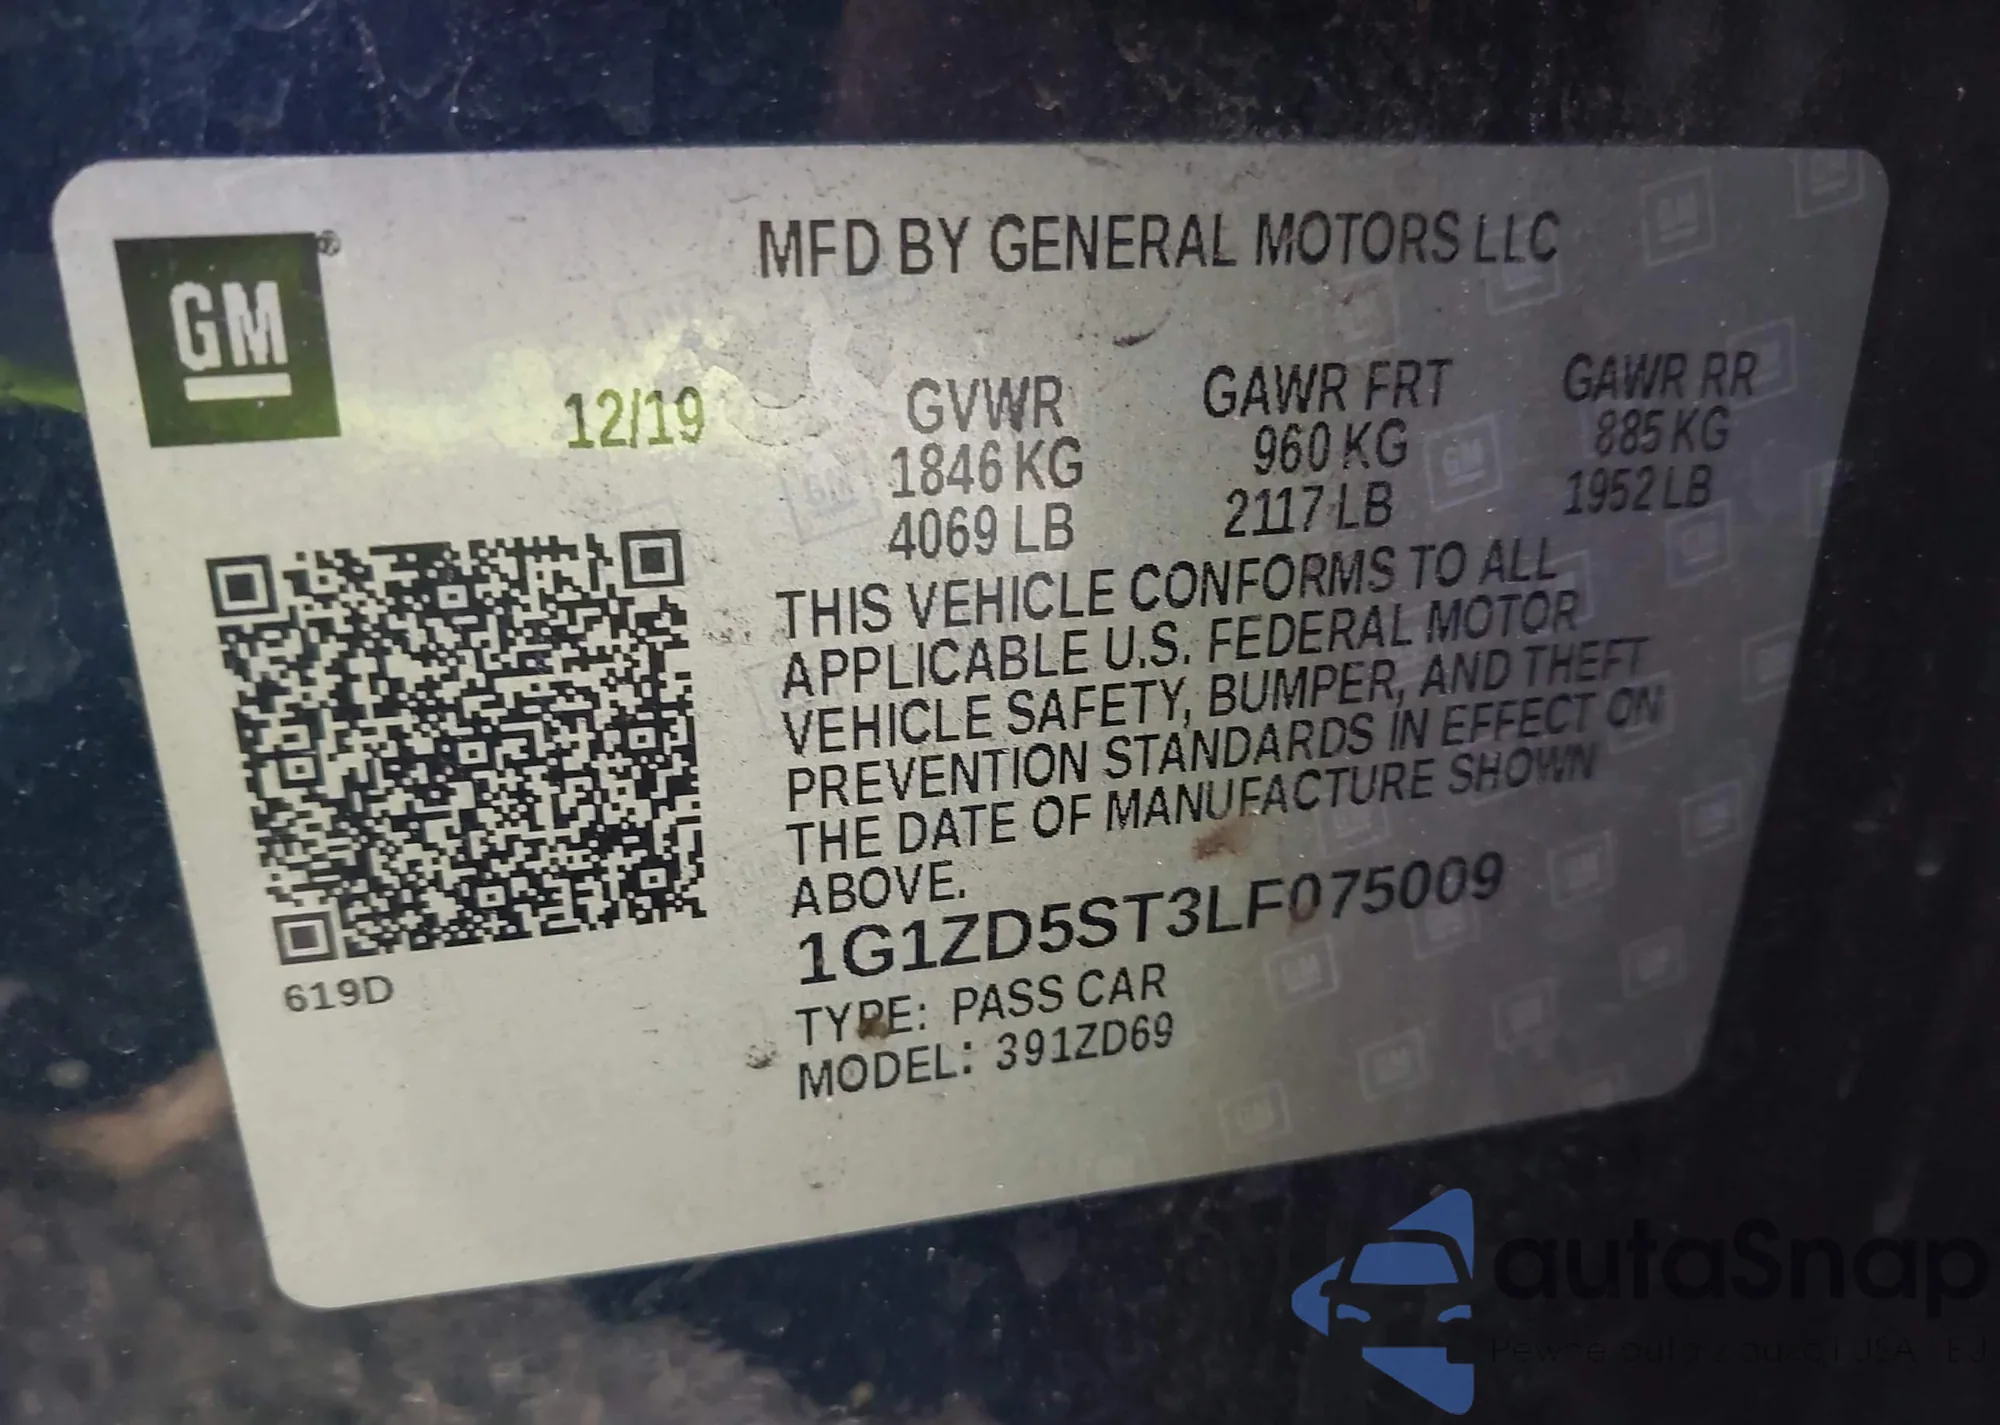 GM
MFD BY GENERAL MOTORS LLC
12/19
GVWR
1846 KG
4069 LB
GAWR FRT
960 KG
2117 LB
GAWR RR
885 KG
1952 LB
THIS VEHICLE CONFORMS TO ALL
APPLICABLE U.S. FEDERAL MOTOR
VEHICLE SAFETY, BUMPER, AND THEFT
PREVENTION STANDARDS IN EFFECT ON
THE DATE OF MANUFACTURE SHOWN
ABOVE.
1G1ZD5ST3LF075009
TYPE: PASS CAR
MODEL: 391ZD69
619D
autaSnap